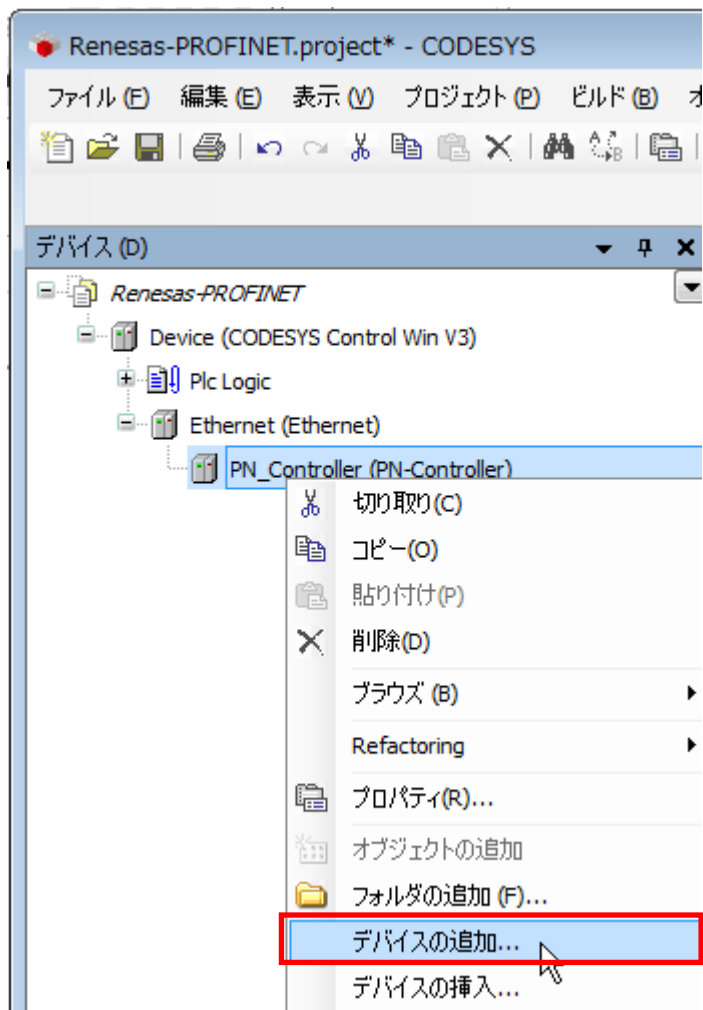 Renesas-PROFINET.project* - CODESYS
ファイル (F) 編集 (E) 表示 (V) プロジェクト (P) ビルド (B) オ
デバイス (D)
Renesas-PROFINET
Device (CODESYS Control Win V3)
Plc Logic
Ethernet (Ethernet)
PN_Controller (PN-Controller)
切り取り(C)
コピー(O)
貼り付け(P)
削除(D)
ブラウズ (B)
Refactoring
プロパティ(R)...
オブジェクトの追加
フォルダの追加 (F)...
デバイスの追加...
デバイスの挿入...